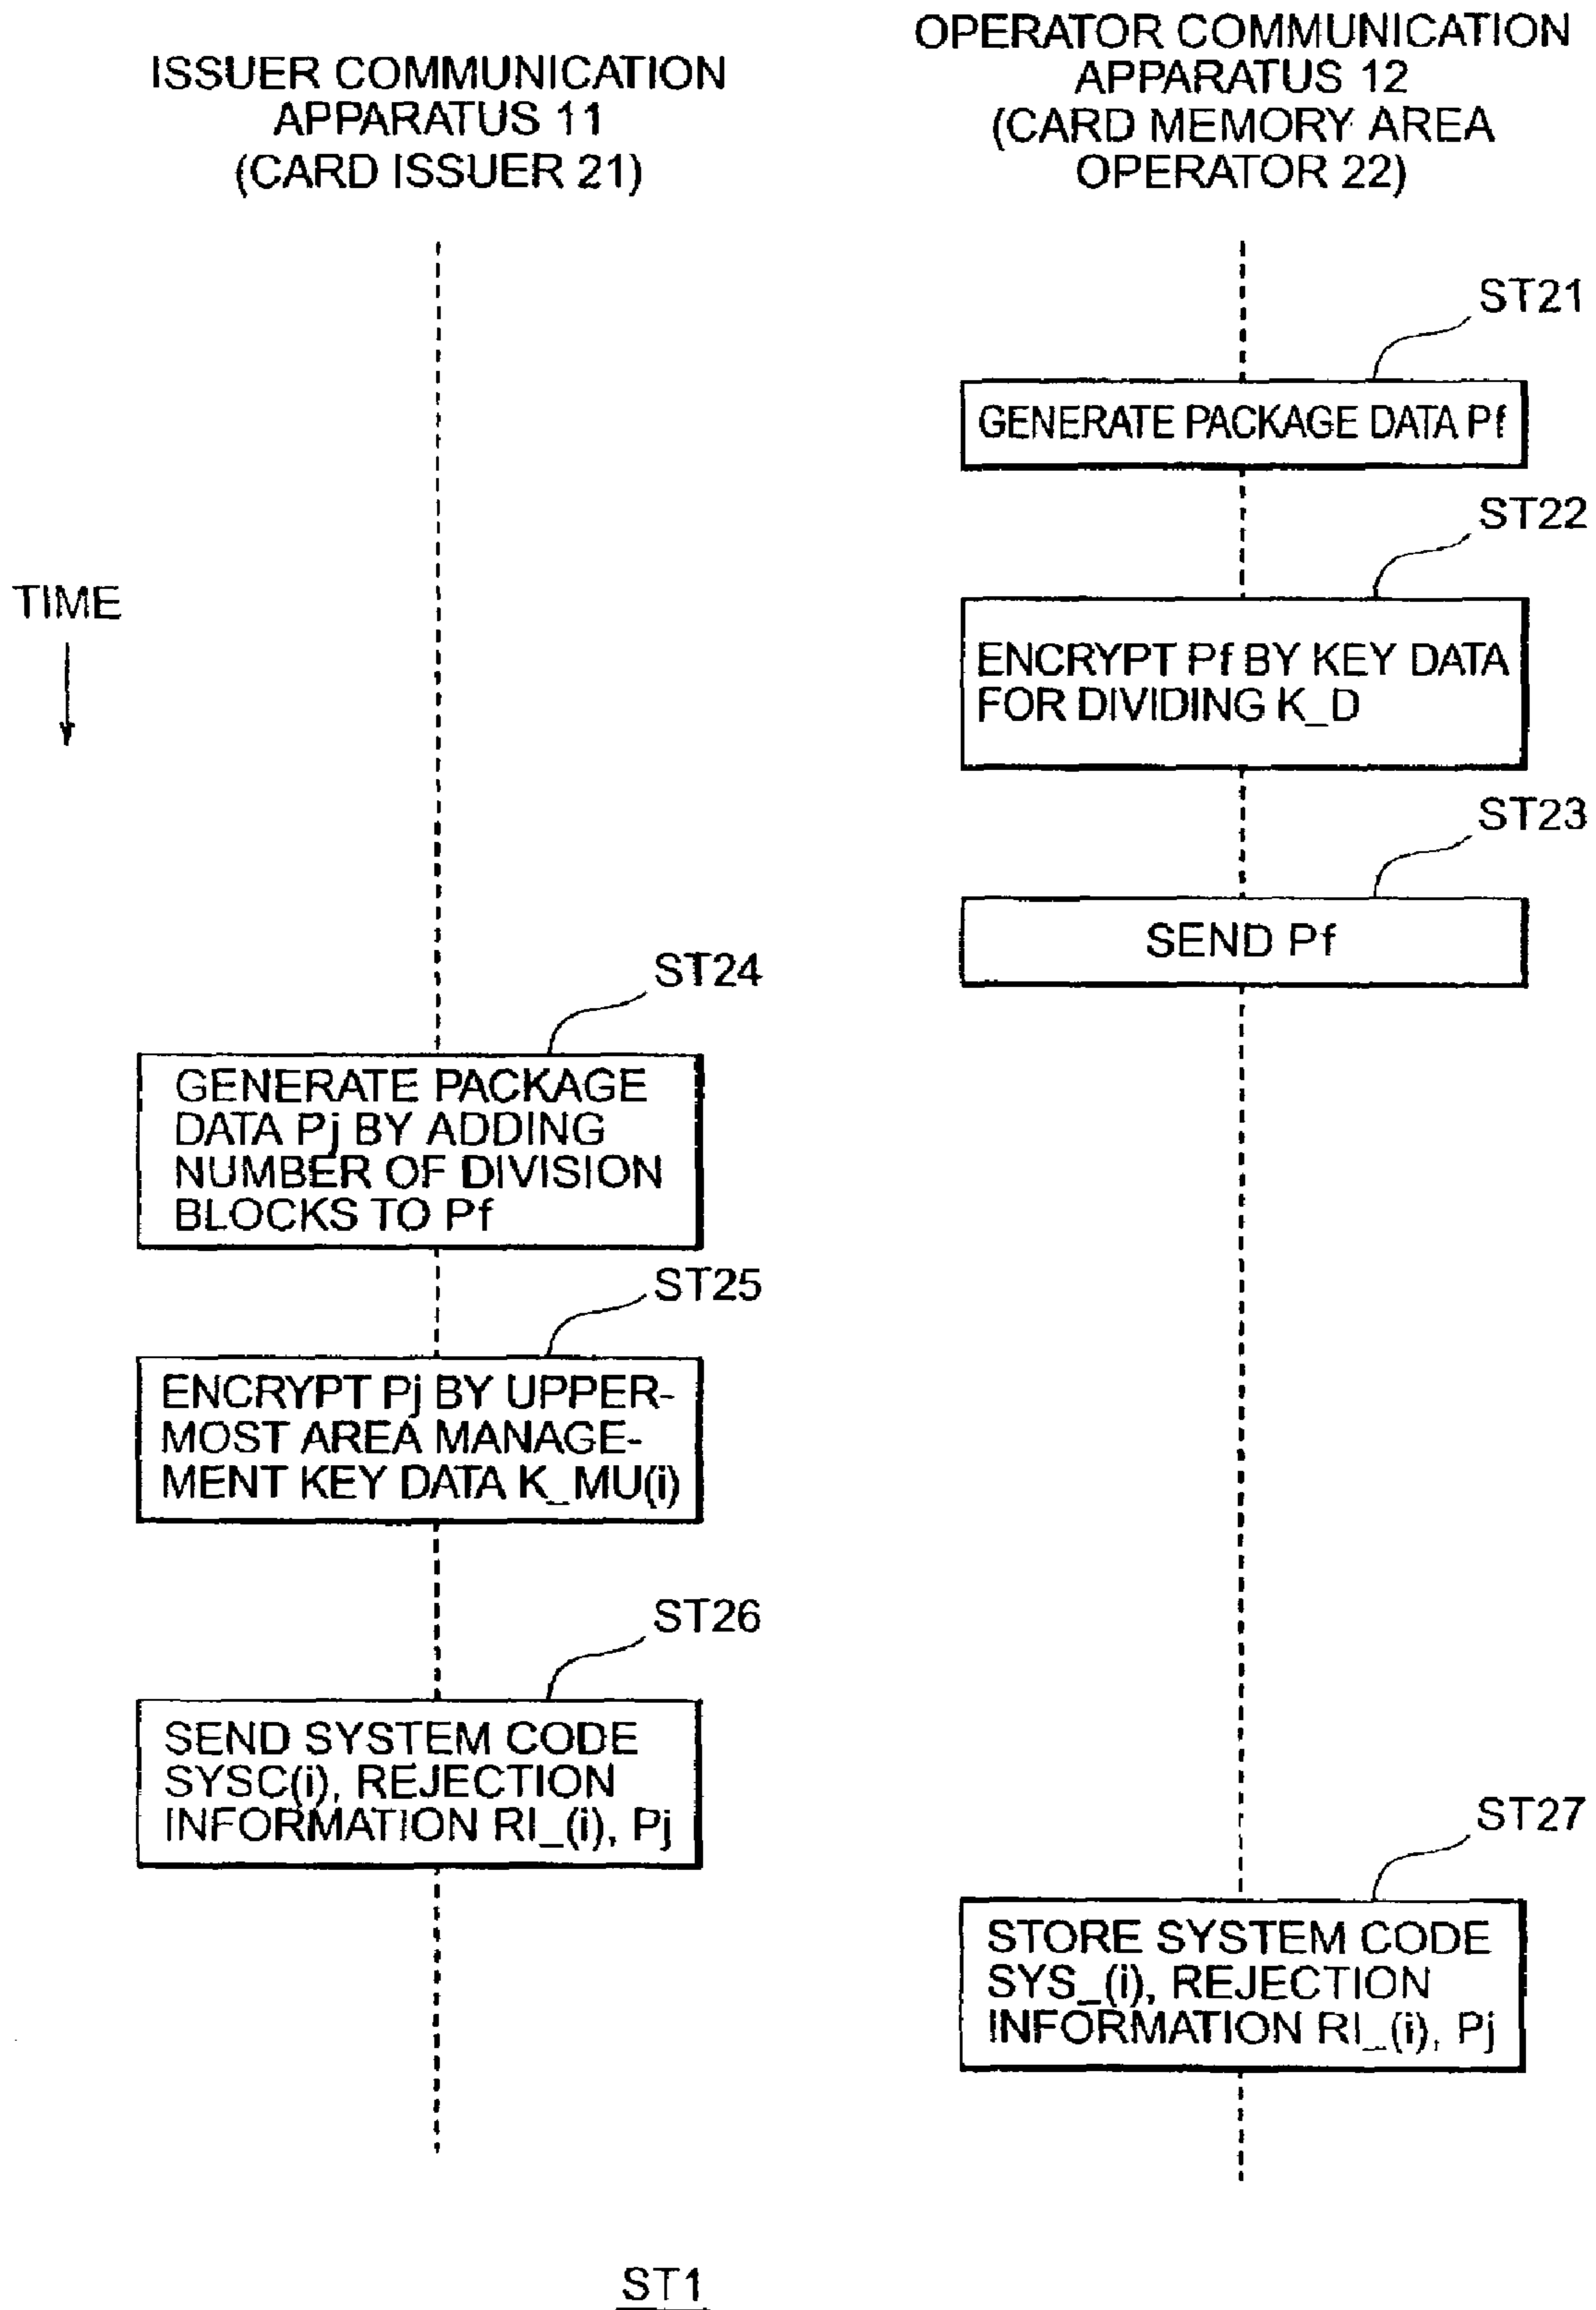 ISSUER COMMUNICATION
APPARATUS 11
(CARD ISSUER 21)
OPERATOR COMMUNICATION
APPARATUS 12
(CARD MEMORY AREA
OPERATOR 22)
TIME
ST21
GENERATE PACKAGE DATA Pf
ST22
ENCRYPT Pf BY KEY DATA
FOR DIVIDING K_D
ST23
SEND Pf
ST24
GENERATE PACKAGE
DATA Pj BY ADDING
NUMBER OF DIVISION
BLOCKS TO Pf
ST25
ENCRYPT Pj BY UPPER-
MOST AREA MANAGE-
MENT KEY DATA K_MU(i)
ST26
SEND SYSTEM CODE
SYSC(i), REJECTION
INFORMATION RI_(i), Pj
ST27
STORE SYSTEM CODE
SYS_(i), REJECTION
INFORMATION RI_(i), Pj
ST1